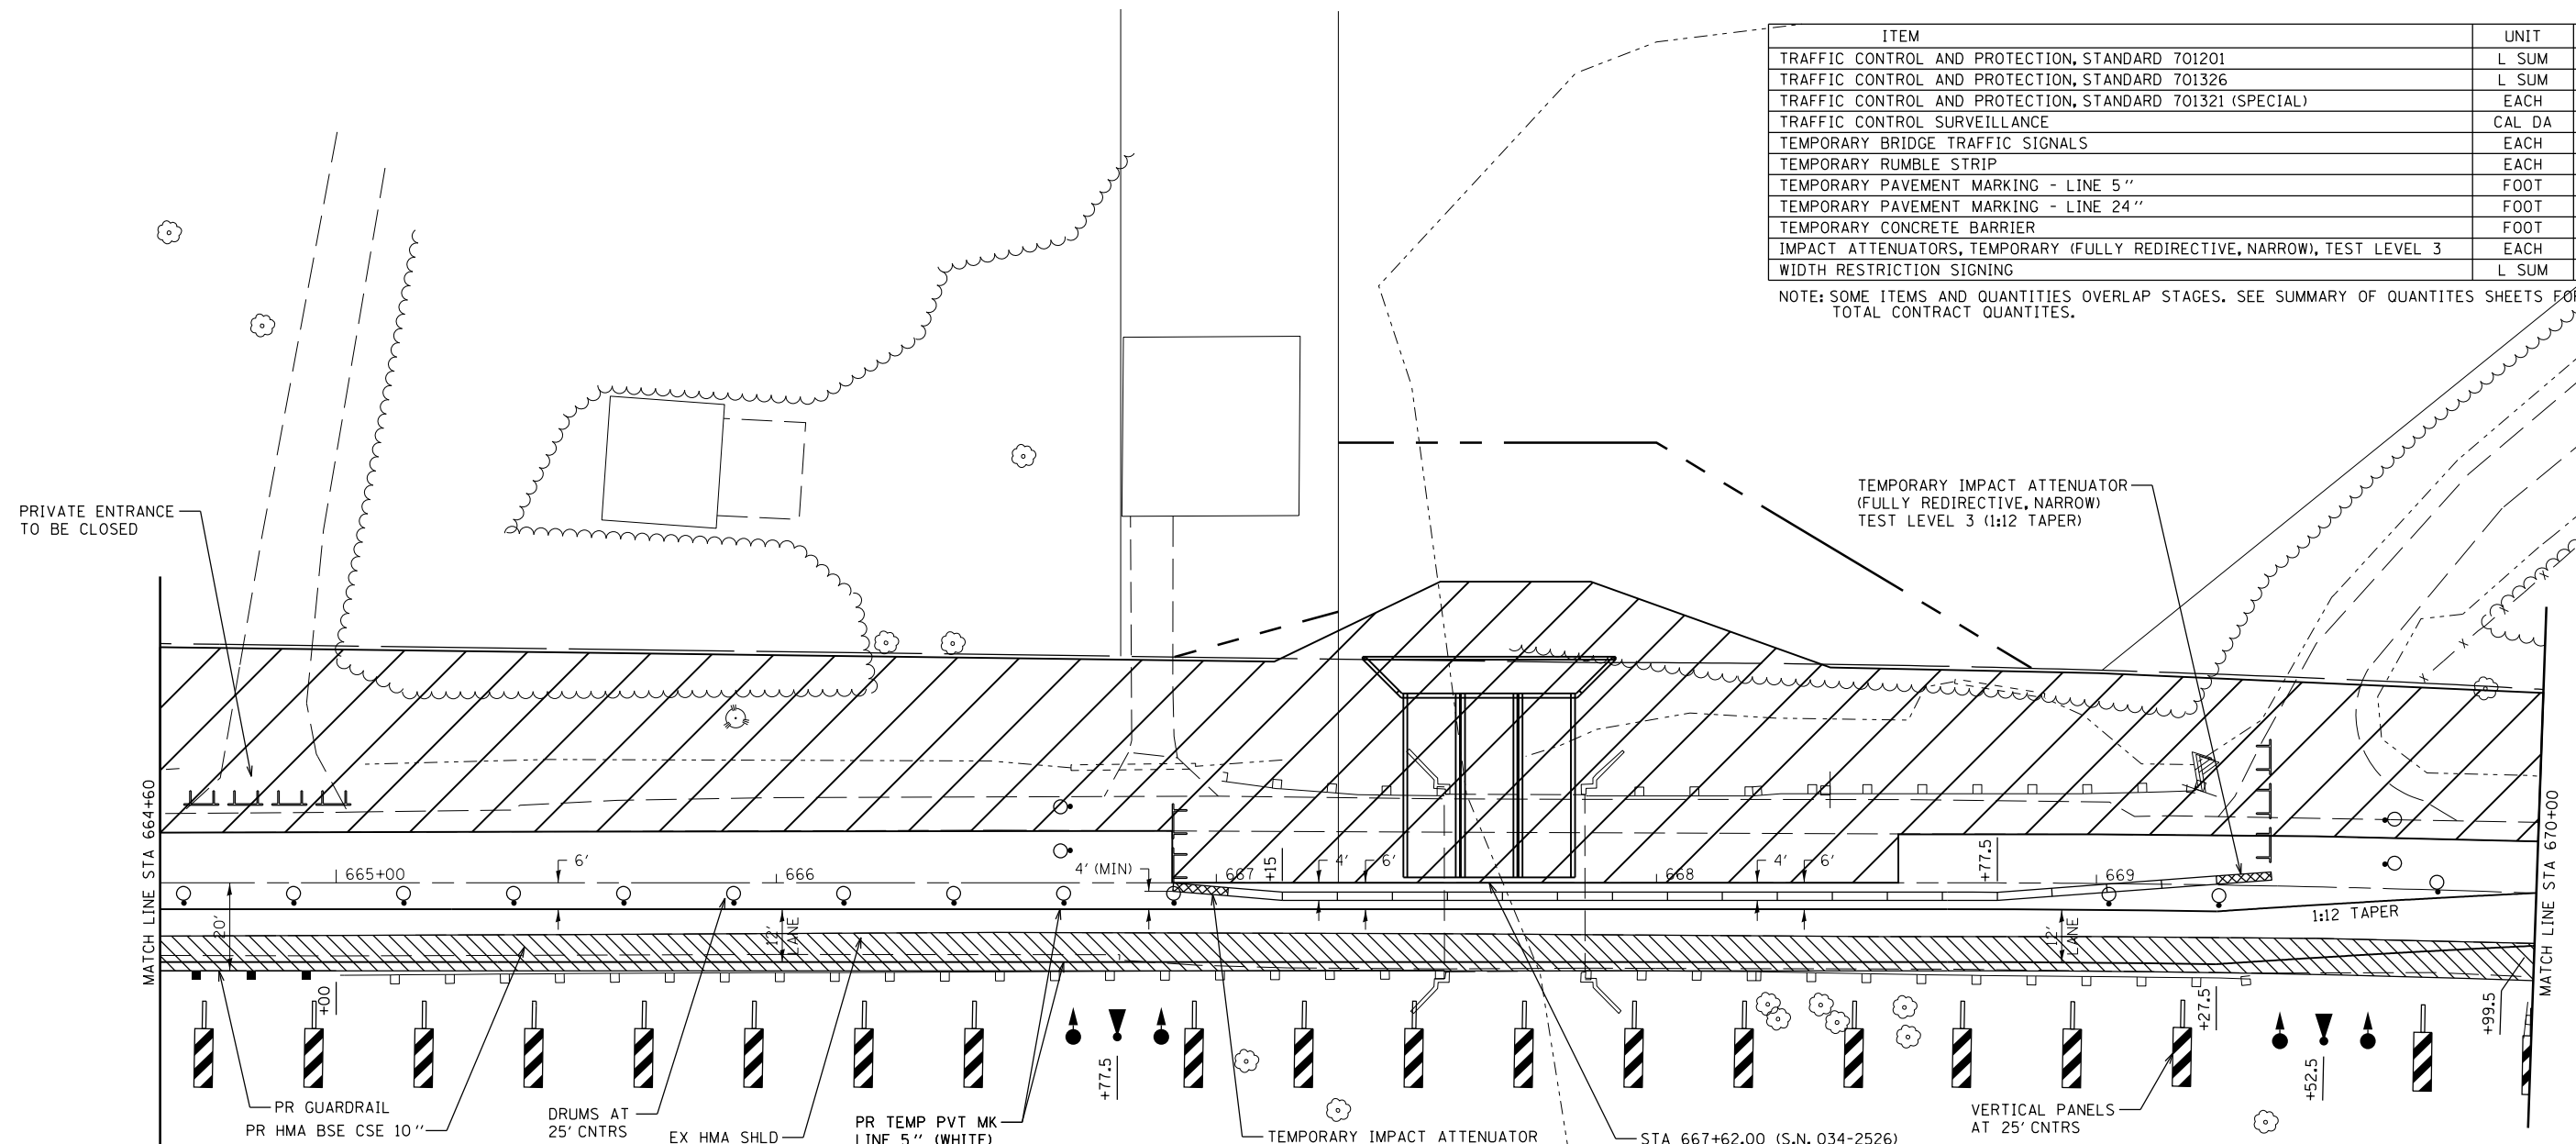 ITEM UNIT
TRAFFIC CONTROL AND PROTECTION, STANDARD 701201 L SUM
TRAFFIC CONTROL AND PROTECTION, STANDARD 701326 L SUM
TRAFFIC CONTROL AND PROTECTION, STANDARD 701321 (SPECIAL) EACH
TRAFFIC CONTROL SURVEILLANCE CAL DA
TEMPORARY BRIDGE TRAFFIC SIGNALS EACH
TEMPORARY RUMBLE STRIP EACH
TEMPORARY PAVEMENT MARKING - LINE 5" FOOT
TEMPORARY PAVEMENT MARKING - LINE 24" FOOT
TEMPORARY CONCRETE BARRIER FOOT
IMPACT ATTENUATORS, TEMPORARY (FULLY REDIRECTIVE, NARROW), TEST LEVEL 3 EACH
WIDTH RESTRICTION SIGNING L SUM
NOTE: SOME ITEMS AND QUANTITIES OVERLAP STAGES. SEE SUMMARY OF QUANTITES SHEETS FOR
TOTAL CONTRACT QUANTITES.
PRIVATE ENTRANCE
TO BE CLOSED
TEMPORARY IMPACT ATTENUATOR
(FULLY REDIRECTIVE, NARROW)
TEST LEVEL 3 (1:12 TAPER)
MATCH LINE STA 664+60
MATCH LINE STA 670+00
665+00
6'
666
4' (MIN)
667
+15
4'
6'
668
4'
6'
+77.5
669
1:12 TAPER
20'
12'
LANE
12'
LANE
+00
+77.5
+27.5
+52.5
+99.5
PR GUARDRAIL
PR HMA BSE CSE 10"
DRUMS AT
25' CNTRS
EX HMA SHLD
PR TEMP PVT MK
LINE 5" (WHITE)
TEMPORARY IMPACT ATTENUATOR
STA 667+62.00 (S.N. 034-2526)
VERTICAL PANELS
AT 25' CNTRS